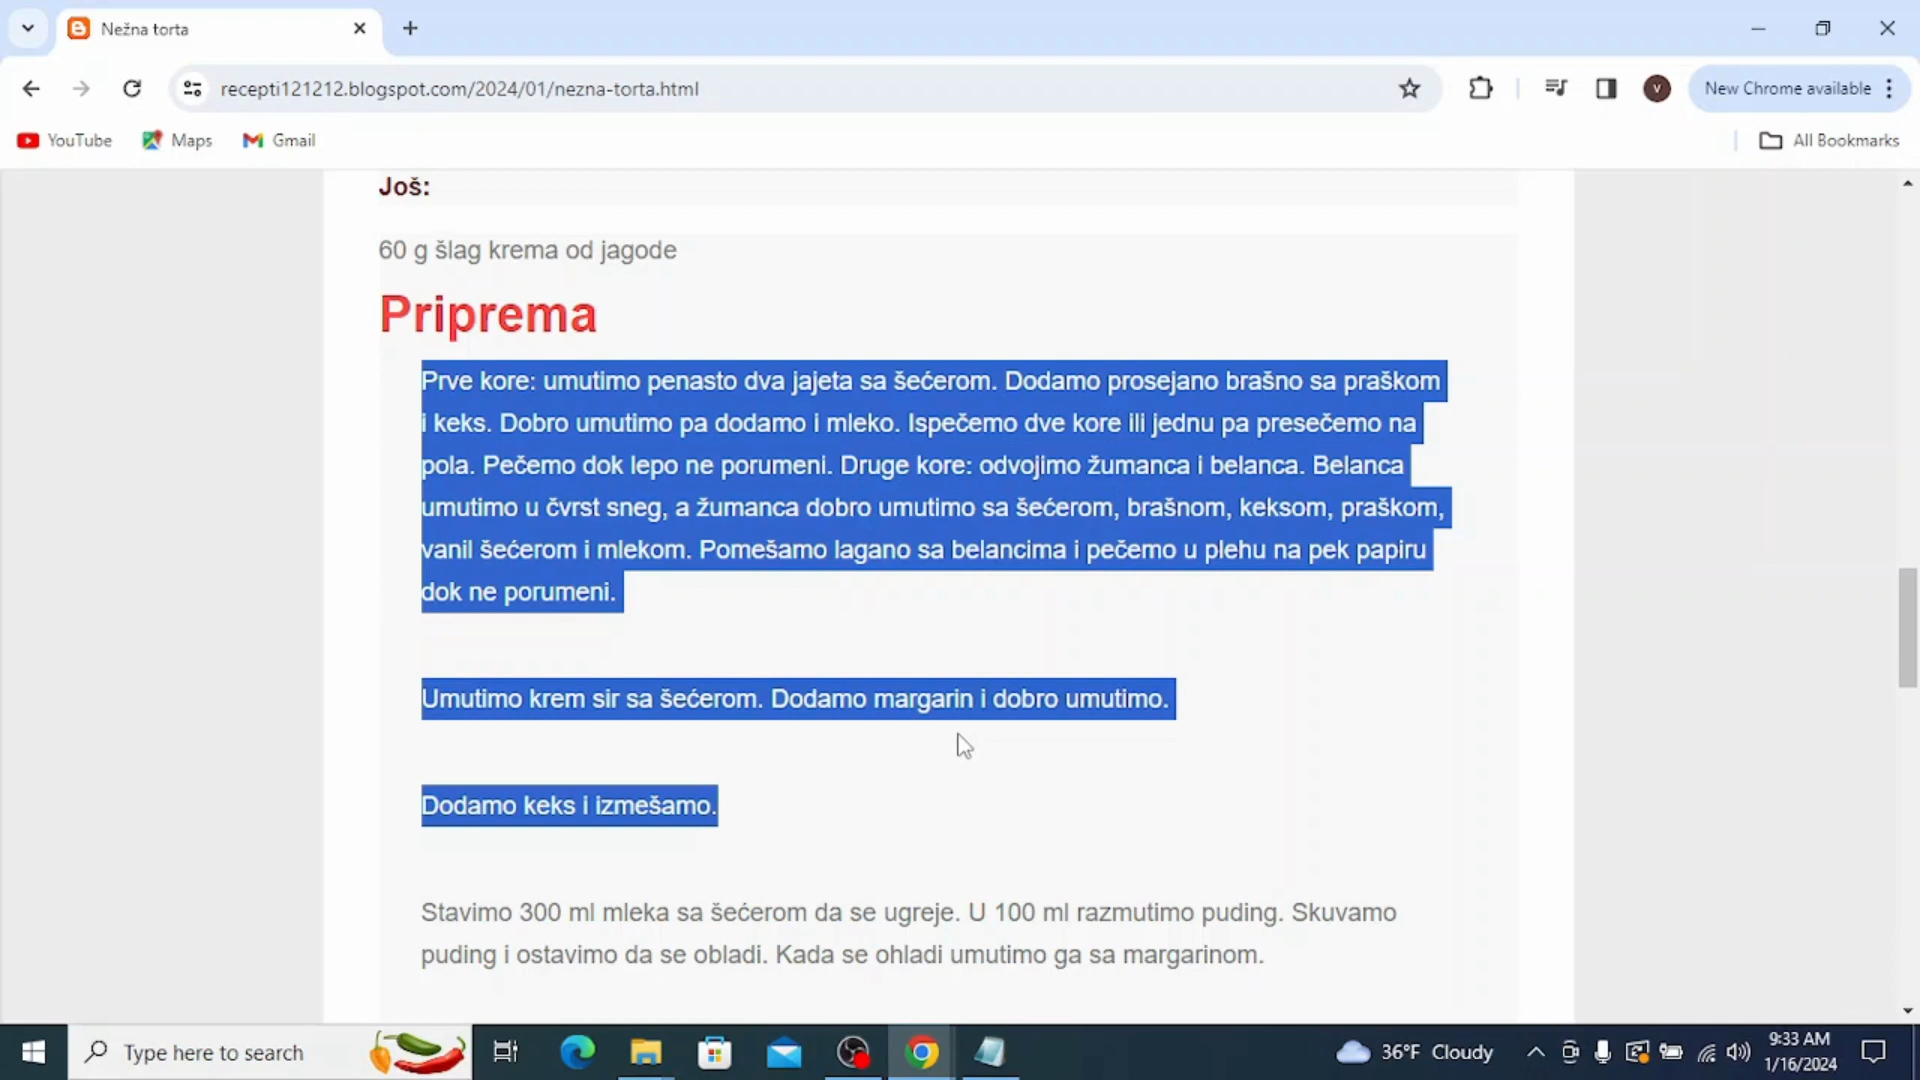 Nežna torta
recepti121212.blogspot.com/2024/01/nezna-torta.html
V
New Chrome available
YouTube
Maps
Gmail
All Bookmarks
Još:
60 g šlag krema od jagode
Priprema
Prve kore: umutimo penasto dva jajeta sa šećerom. Dodamo prosejano brašno sa praškom
i keks. Dobro umutimo pa dodamo i mleko. Ispečemo dve kore ili jednu pa presečemo na
pola. Pečemo dok lepo ne porumeni. Druge kore: odvojimo žumanca i belanca. Belanca
umutimo u čvrst sneg, a žumanca dobro umutimo sa šećerom, brašnom, keksom, praškom,
vanil šećerom i mlekom. Pomešamo lagano sa belancima i pečemo u plehu na pek papiru
dok ne porumeni.
Umutimo krem sir sa šećerom. Dodamo margarin i dobro umutimo.
Dodamo keks i izmešamo.
Stavimo 300 ml mleka sa šećerom da se ugreje. U 100 ml razmutimo puding. Skuvamo
puding i ostavimo da se obladi. Kada se ohladi umutimo ga sa margarinom.
Type here to search
36°F Cloudy
9:33 AM
1/16/2024